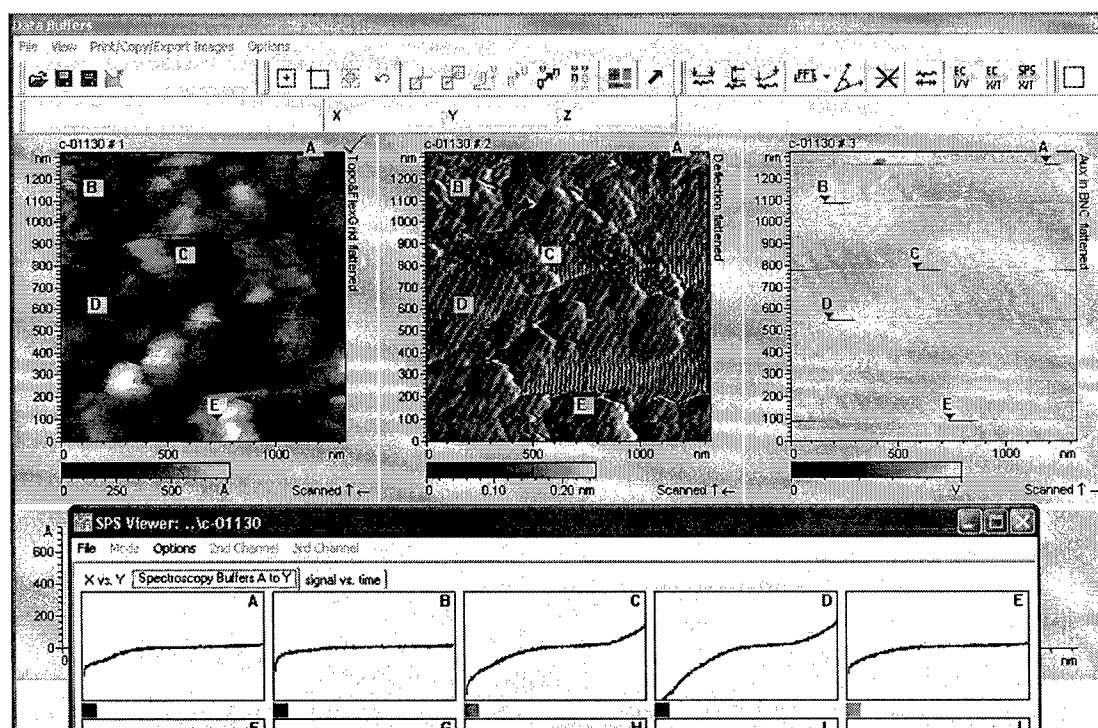 Data Buffers
File View Print/Copy/Export Images Options
FFT EC I/V EC X/T SPS X/T
X Y Z
c-01130 # 1 A
nm
1200
1100
1000
900
800
700
600
500
400
300
200
100
0
B
C
D
E
Topo&FlexGrid flattened
0 500 1000 nm
0 250 500 Å
Scanned ↑ ←
c-01130 # 2 A
nm
1200
1100
1000
900
800
700
600
500
400
300
200
100
0
B
C
D
E
Deflection flattened
0 500 1000 nm
0 0.10 0.20 nm
Scanned ↑ ←
c-01130 # 3 A
nm
1200
1100
1000
900
800
700
600
500
400
300
200
100
0
B
C
D
E
Aux in BNC flattened
500 1000 nm
0 V
Scanned ↑
Å
600
400
200
0
0
nm
SPS Viewer: ..\c-01130
File Mode Options 2nd Channel 3rd Channel
X vs. Y Spectroscopy Buffers A to Y signal vs. time
A B C D E
F G H I J